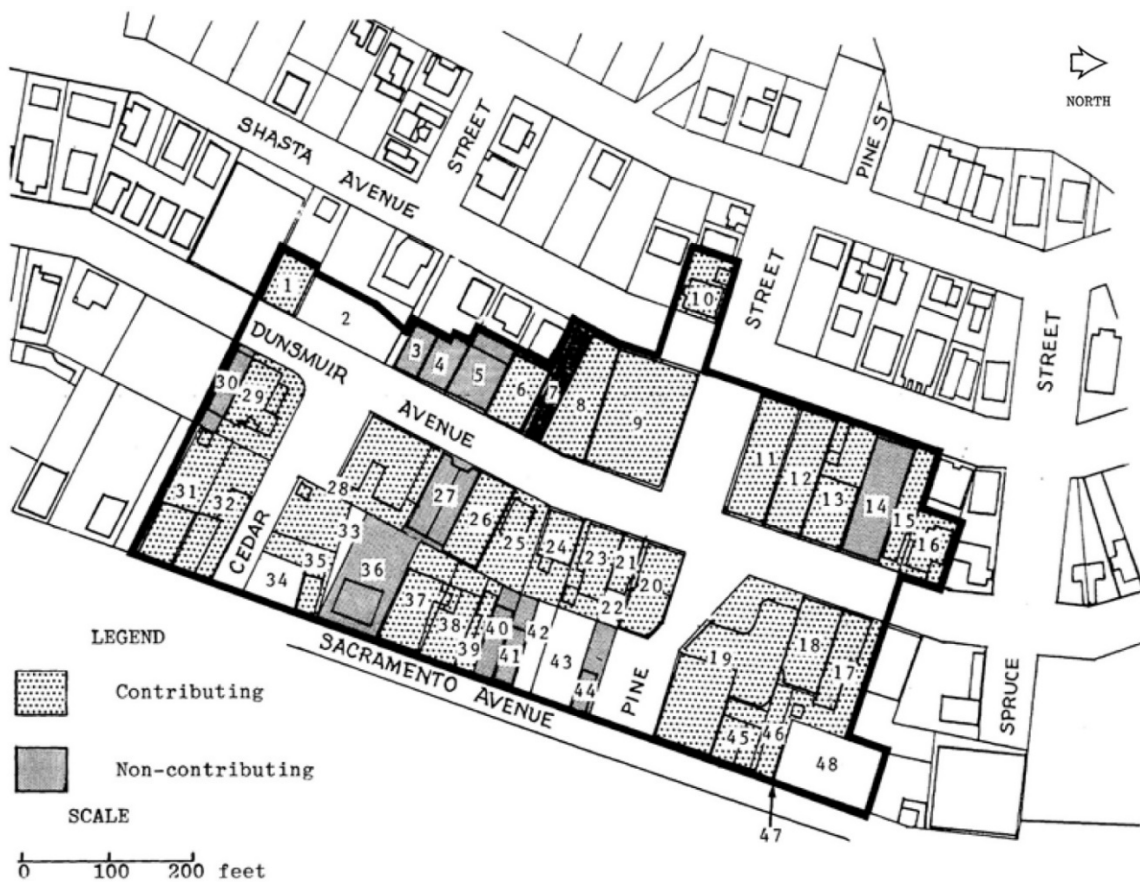 NORTH
SHASTA
AVENUE
STREET
PINE ST
STREET
STREET
1
2
DUNSMUIR
AVENUE
3
4
5
6
7
8
9
10
11
12
13
14
15
16
30
29
31
32
CEDAR
28
27
26
25
24
23
21
20
22
33
34
35
36
37
38
39
40
41
42
43
44
SACRAMENTO AVENUE
PINE
19
18
17
45
46
48
47
SPRUCE
LEGEND
Contributing
Non-contributing
SCALE
0 100 200 feet